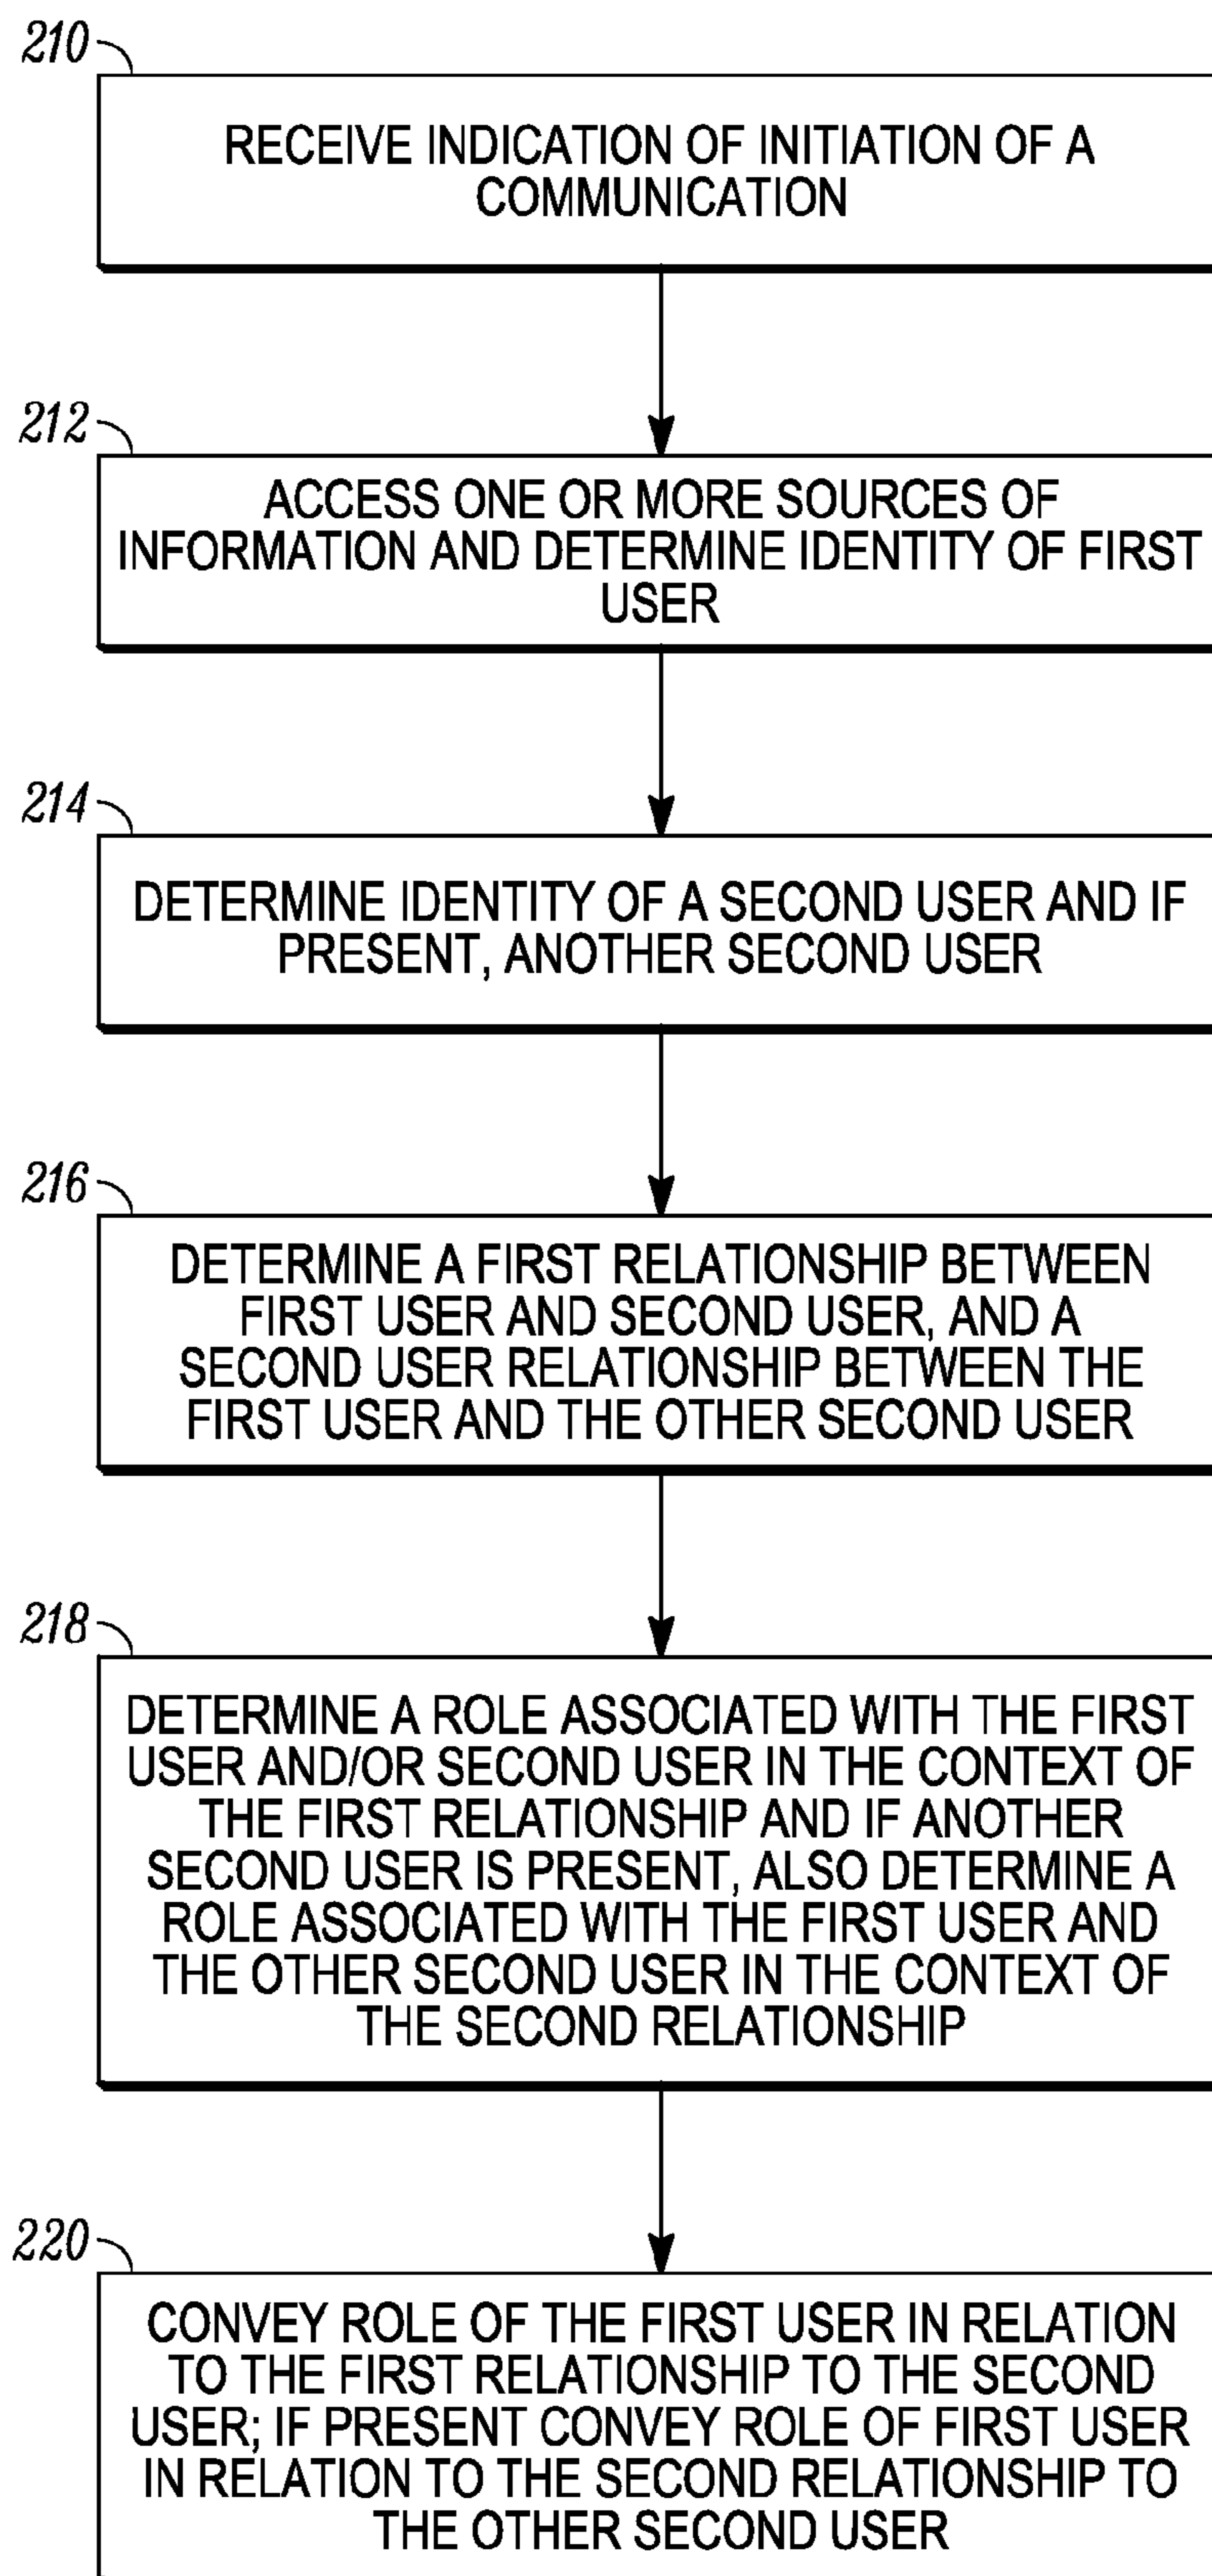 210
RECEIVE INDICATION OF INITIATION OF A
COMMUNICATION
212
ACCESS ONE OR MORE SOURCES OF
INFORMATION AND DETERMINE IDENTITY OF FIRST
USER
214
DETERMINE IDENTITY OF A SECOND USER AND IF
PRESENT, ANOTHER SECOND USER
216
DETERMINE A FIRST RELATIONSHIP BETWEEN
FIRST USER AND SECOND USER, AND A
SECOND USER RELATIONSHIP BETWEEN THE
FIRST USER AND THE OTHER SECOND USER
218
DETERMINE A ROLE ASSOCIATED WITH THE FIRST
USER AND/OR SECOND USER IN THE CONTEXT OF
THE FIRST RELATIONSHIP AND IF ANOTHER
SECOND USER IS PRESENT, ALSO DETERMINE A
ROLE ASSOCIATED WITH THE FIRST USER AND
THE OTHER SECOND USER IN THE CONTEXT OF
THE SECOND RELATIONSHIP
220
CONVEY ROLE OF THE FIRST USER IN RELATION
TO THE FIRST RELATIONSHIP TO THE SECOND
USER; IF PRESENT CONVEY ROLE OF FIRST USER
IN RELATION TO THE SECOND RELATIONSHIP TO
THE OTHER SECOND USER